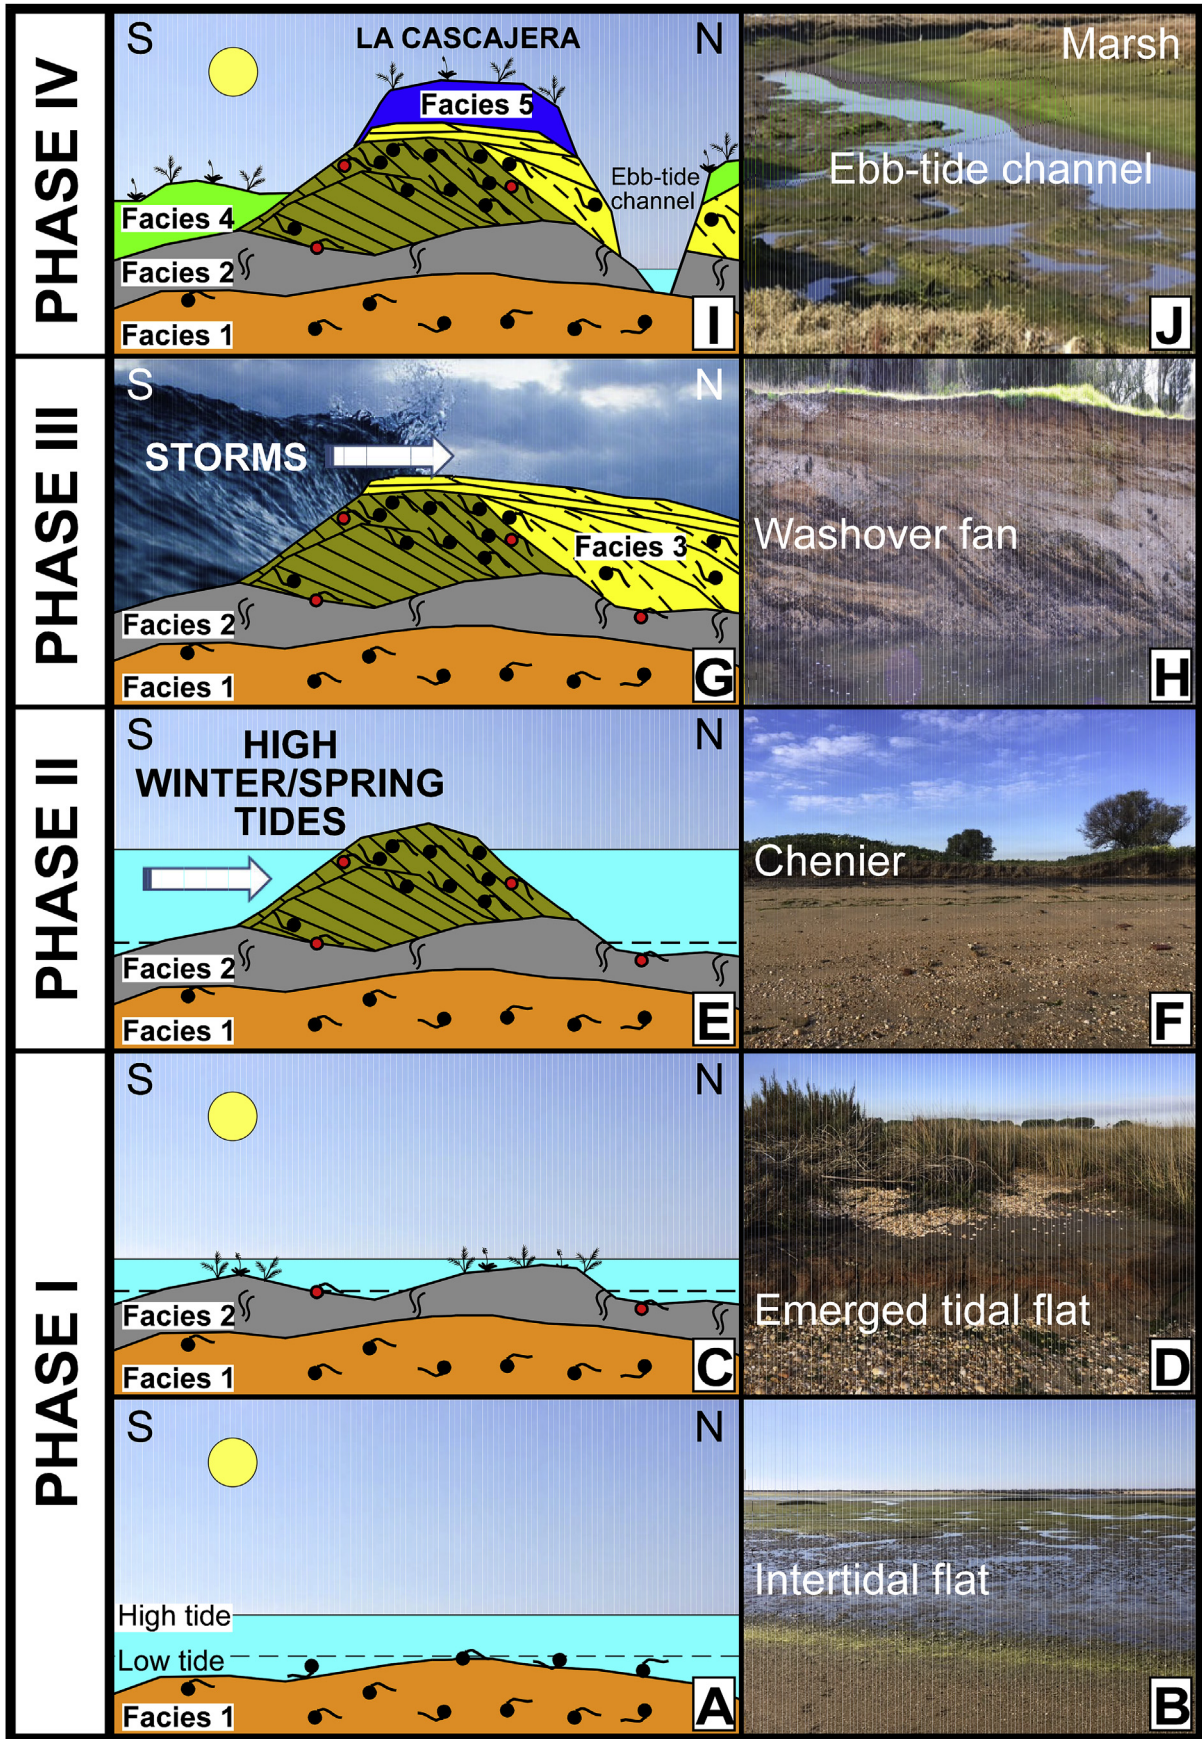 PHASE IV
S
LA CASCAJERA
N
Facies 5
Ebb-tide
channel
Facies 4
Facies 2
Facies 1
I
Marsh
Ebb-tide channel
J
PHASE III
S
N
STORMS
Facies 3
Facies 2
Facies 1
G
Washover fan
H
PHASE II
S
N
HIGH
WINTER/SPRING
TIDES
Facies 2
Facies 1
E
Chenier
F
PHASE I
S
N
Facies 2
Facies 1
C
Emerged tidal flat
D
S
N
High tide
Low tide
Facies 1
A
Intertidal flat
B